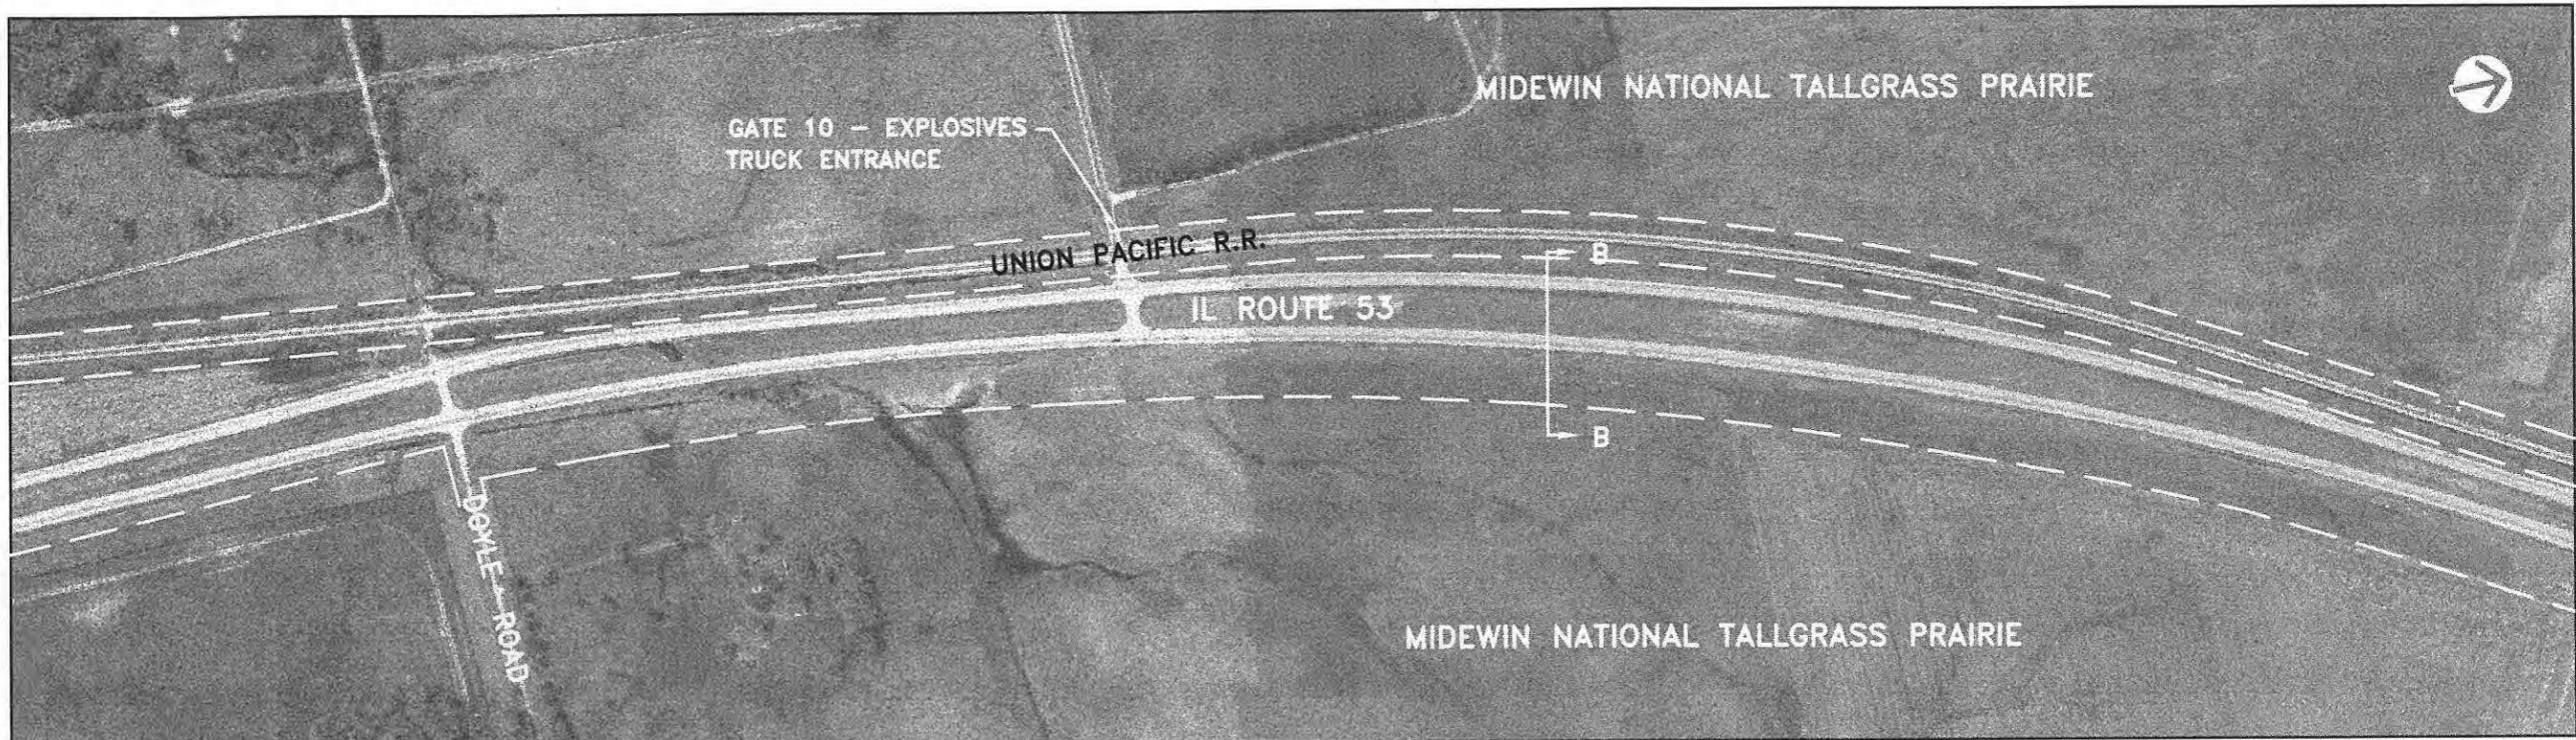 MIDEWIN NATIONAL TALLGRASS PRAIRIE
GATE 10 – EXPLOSIVES
TRUCK ENTRANCE
UNION PACIFIC R.R.
B
IL ROUTE 53
B
DOYLE ROAD
MIDEWIN NATIONAL TALLGRASS PRAIRIE